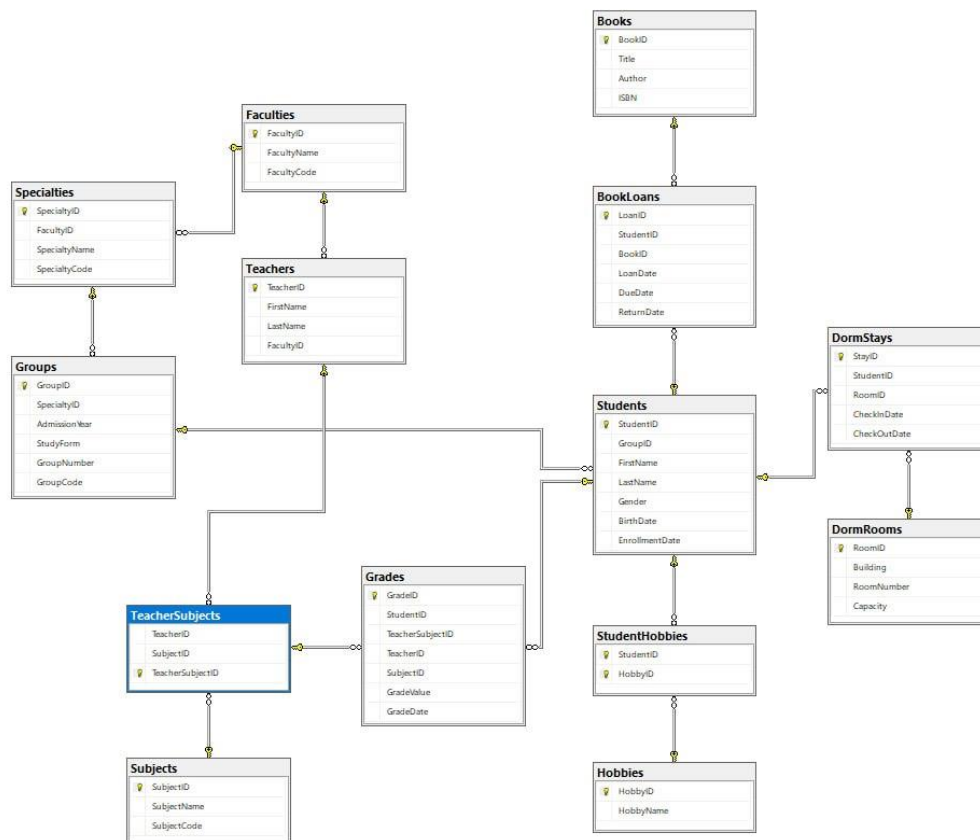 Books
BookID
Title
Author
ISBN
Faculties
FacultyID
FacultyName
FacultyCode
Specialties
SpecialtyID
FacultyID
SpecialtyName
SpecialtyCode
BookLoans
LoanID
StudentID
BookID
LoanDate
DueDate
ReturnDate
Teachers
TeacherID
FirstName
LastName
FacultyID
DormStays
StayID
StudentID
RoomID
CheckInDate
CheckOutDate
Groups
GroupID
SpecialtyID
AdmissionYear
StudyForm
GroupNumber
GroupCode
Students
StudentID
GroupID
FirstName
LastName
Gender
BirthDate
EnrollmentDate
DormRooms
RoomID
Building
RoomNumber
Capacity
Grades
GradeID
StudentID
TeacherSubjectID
TeacherID
SubjectID
GradeValue
GradeDate
TeacherSubjects
TeacherID
SubjectID
TeacherSubjectID
StudentHobbies
StudentID
HobbyID
Subjects
SubjectID
SubjectName
SubjectCode
Hobbies
HobbyID
HobbyName